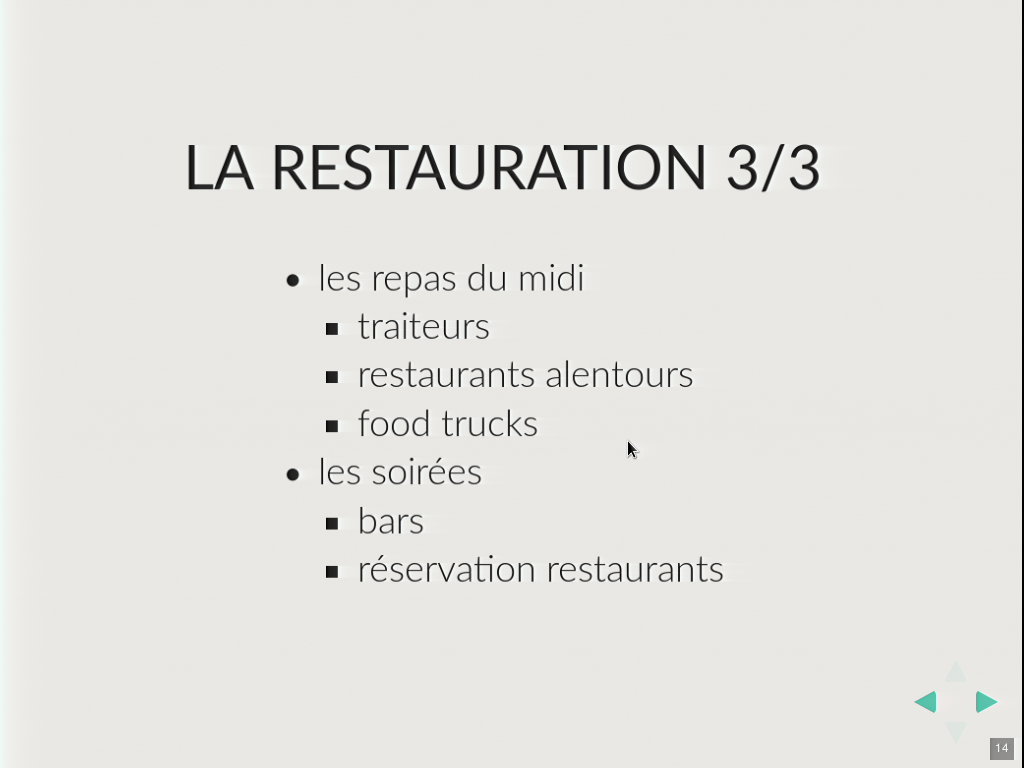 LA RESTAURATION 3/3
les repas du midi
traiteurs
restaurants alentours
food trucks
les soirées
bars
réservation restaurants
14